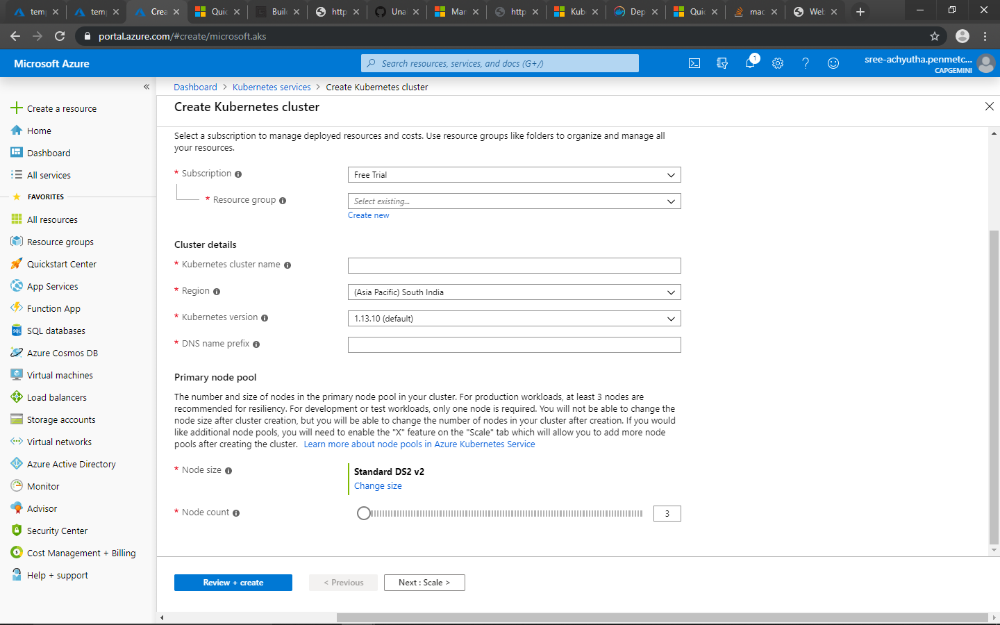 temp
temp
Crea
Quic
Build
http
Una
Man
http
Kube
Dep
Quic
mac
Web
portal.azure.com/#create/microsoft.aks
Microsoft Azure
Search resources, services, and docs (G+/)
1
sree-achyutha.penmetc...
CAPGEMINI
«
Dashboard > Kubernetes services > Create Kubernetes cluster
Create Kubernetes cluster
Create a resource
Home
Dashboard
All services
FAVORITES
All resources
Resource groups
Quickstart Center
App Services
Function App
SQL databases
Azure Cosmos DB
Virtual machines
Load balancers
Storage accounts
Virtual networks
Azure Active Directory
Monitor
Advisor
Security Center
Cost Management + Billing
Help + support
Select a subscription to manage deployed resources and costs. Use resource groups like folders to organize and manage all
your resources.
* Subscription
Free Trial
* Resource group
Select existing...
Create new
Cluster details
* Kubernetes cluster name
* Region
(Asia Pacific) South India
* Kubernetes version
1.13.10 (default)
* DNS name prefix
Primary node pool
The number and size of nodes in the primary node pool in your cluster. For production workloads, at least 3 nodes are
recommended for resiliency. For development or test workloads, only one node is required. You will not be able to change the
node size after cluster creation, but you will be able to change the number of nodes in your cluster after creation. If you would
like additional node pools, you will need to enable the "X" feature on the "Scale" tab which will allow you to add more node
pools after creating the cluster. Learn more about node pools in Azure Kubernetes Service
* Node size
Standard DS2 v2
Change size
* Node count
3
Review + create
< Previous
Next : Scale >